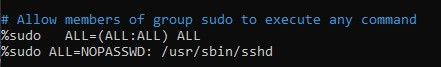 # Allow members of group sudo to execute any command
%sudo   ALL=(ALL:ALL) ALL
%sudo ALL=NOPASSWD: /usr/sbin/sshd